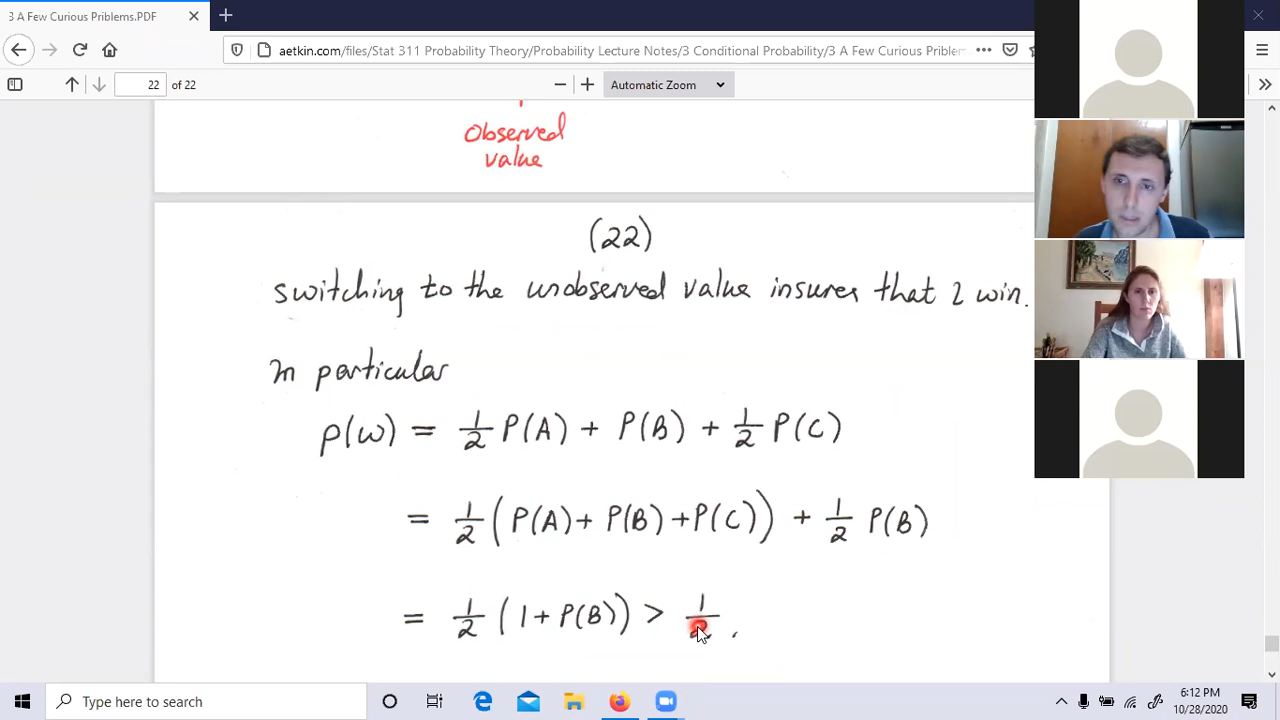 3 A Few Curious Priblems.PDF
aetkin.com/files/Stat 311 Probability Theory/Probability Lecture Notes/3 Conditional Probability/3 A Few Curious Priblem
22 of 22
Automatic Zoom
Observed
value
(22)
switching to the unobserved value insures that I win.
In particular
P(W) = 1/2 P(A) + P(B) + 1/2 P(C)
= 1/2 (P(A) + P(B) + P(C)) + 1/2 P(B)
= 1/2 (1 + P(B)) > 1/2 .
Type here to search
6:12 PM
10/28/2020